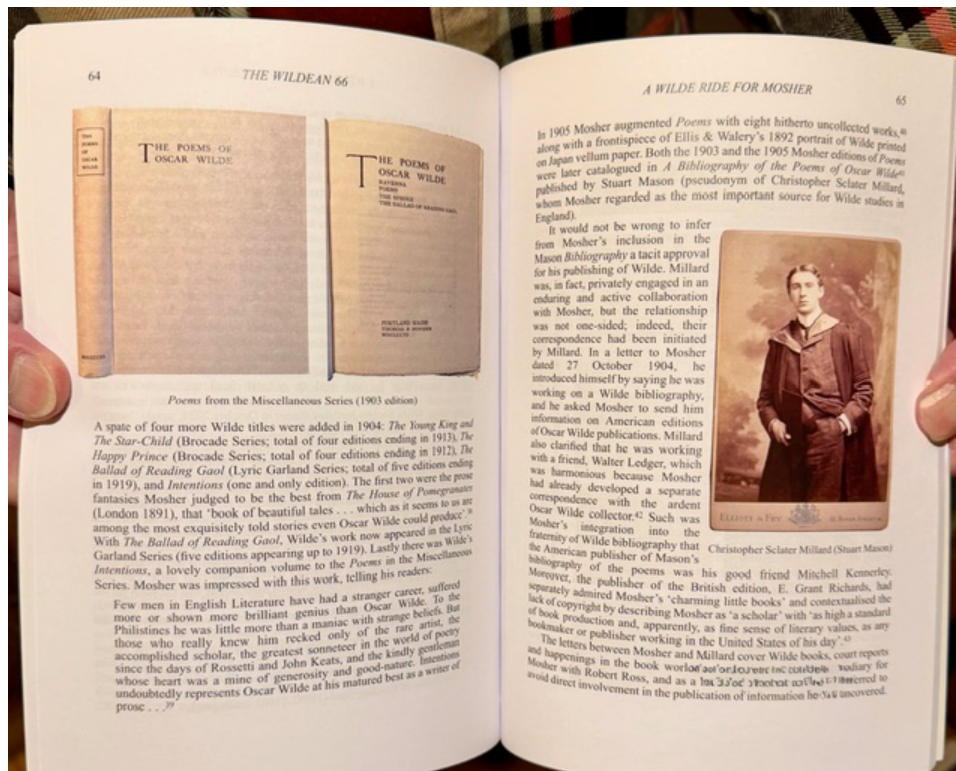 64
THE WILDEAN 66
THE
POEMS
OF
OSCAR
WILDE
THE POEMS OF
OSCAR WILDE
THE POEMS OF
OSCAR WILDE
RAVENNA
POEMS
THE SPHINX
THE BALLAD OF READING GAOL
PORTLAND MAINE
THOMAS B MOSHER
Poems from the Miscellaneous Series (1903 edition)
A spate of four more Wilde titles were added in 1904: The Young King and
The Star-Child (Brocade Series; total of four editions ending in 1913), The
Happy Prince (Brocade Series; total of four editions ending in 1912), The
Ballad of Reading Gaol (Lyric Garland Series; total of five editions ending
in 1919), and Intentions (one and only edition). The first two were the prose
fantasies Mosher judged to be the best from The House of Pomegranates
(London 1891), that ‘book of beautiful tales . . . which as it seems to us are
among the most exquisitely told stories even Oscar Wilde could produce’.³⁸
With The Ballad of Reading Gaol, Wilde’s work now appeared in the Lyric
Garland Series (five editions appearing up to 1919). Lastly there was Wilde’s
Intentions, a lovely companion volume to the Poems in the Miscellaneous
Series. Mosher was impressed with this work, telling his readers:
Few men in English Literature have had a stranger career, suffered
more or shown more brilliant genius than Oscar Wilde. To the
Philistines he was little more than a maniac with strange beliefs. But
those who really knew him recked only of the rare artist, the
accomplished scholar, the greatest sonneteer in the world of poetry
since the days of Rossetti and John Keats, and the kindly gentleman
whose heart was a mine of generosity and good-nature. Intentions
undoubtedly represents Oscar Wilde at his matured best as a writer of
prose . . .³⁹
A WILDE RIDE FOR MOSHER
65
In 1905 Mosher augmented Poems with eight hitherto uncollected works,⁴⁰
along with a frontispiece of Ellis & Walery’s 1892 portrait of Wilde printed
on Japan vellum paper. Both the 1903 and the 1905 Mosher editions of Poems
were later catalogued in A Bibliography of the Poems of Oscar Wilde⁴¹
published by Stuart Mason (pseudonym of Christopher Sclater Millard,
whom Mosher regarded as the most important source for Wilde studies in
England).
It would not be wrong to infer
from Mosher’s inclusion in the
Mason Bibliography a tacit approval
for his publishing of Wilde. Millard
was, in fact, privately engaged in an
enduring and active collaboration
with Mosher, but the relationship
was not one-sided; indeed, their
correspondence had been initiated
by Millard. In a letter to Mosher
dated 27 October 1904, he
introduced himself by saying he was
working on a Wilde bibliography,
and he asked Mosher to send him
information on American editions
of Oscar Wilde publications. Millard
also clarified that he was working
with a friend, Walter Ledger, which
was harmonious because Mosher
had already developed a separate
correspondence with the ardent
Oscar Wilde collector.⁴² Such was
Mosher’s integration into the
fraternity of Wilde bibliography that
the American publisher of Mason’s
bibliography of the poems was his good friend Mitchell Kennerley.
Moreover, the publisher of the British edition, E. Grant Richards, had
separately admired Mosher’s ‘charming little books’ and contextualised the
lack of copyright by describing Mosher as ‘a scholar’ with ‘as high a standard
of book production and, apparently, as fine sense of literary values, as any
bookmaker or publisher working in the United States of his day’.⁴³
The letters between Mosher and Millard cover Wilde books, court reports
and happenings in the book world for
Mosher with Robert Ross, and as a to
avoid direct involvement in the publication of information he uncovered.
ELLIOTT & FRY
Christopher Sclater Millard (Stuart Mason)